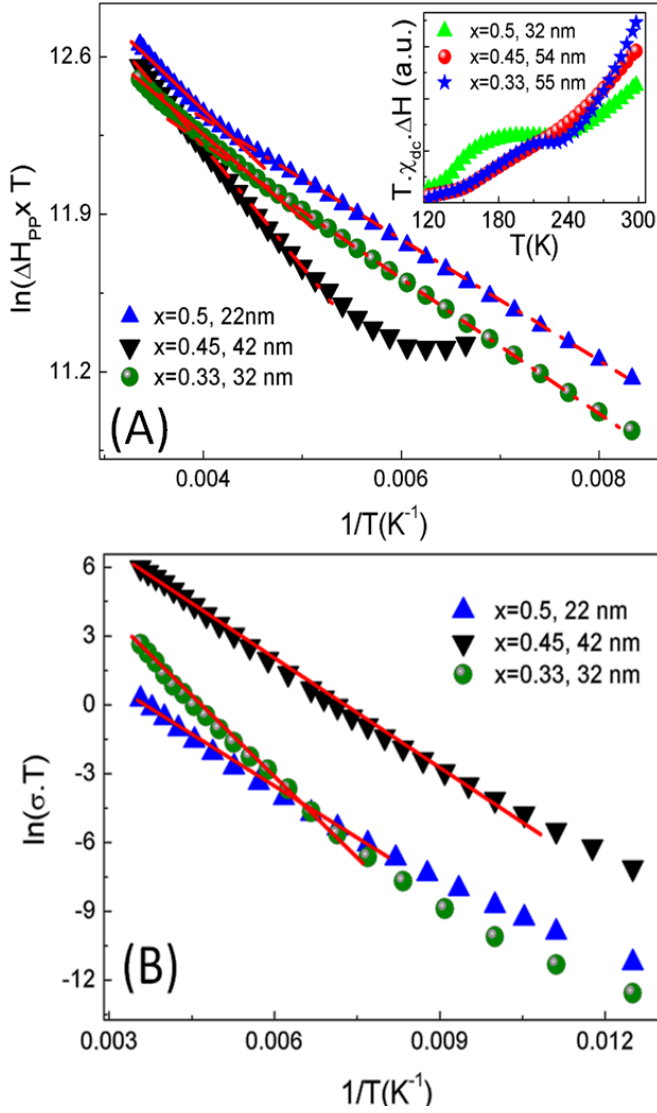 12.6
11.9
11.2
ln(ΔH_PP x T)
x=0.5, 32 nm
x=0.45, 54 nm
x=0.33, 55 nm
T.χ_dc.ΔH (a.u.)
120 180 240 300
T(K)
x=0.5, 22nm
x=0.45, 42 nm
x=0.33, 32 nm
(A)
0.004 0.006 0.008
1/T(K⁻¹)
6
3
0
-3
-6
-9
-12
ln(σ.T)
x=0.5, 22 nm
x=0.45, 42 nm
x=0.33, 32 nm
(B)
0.003 0.006 0.009 0.012
1/T(K⁻¹)